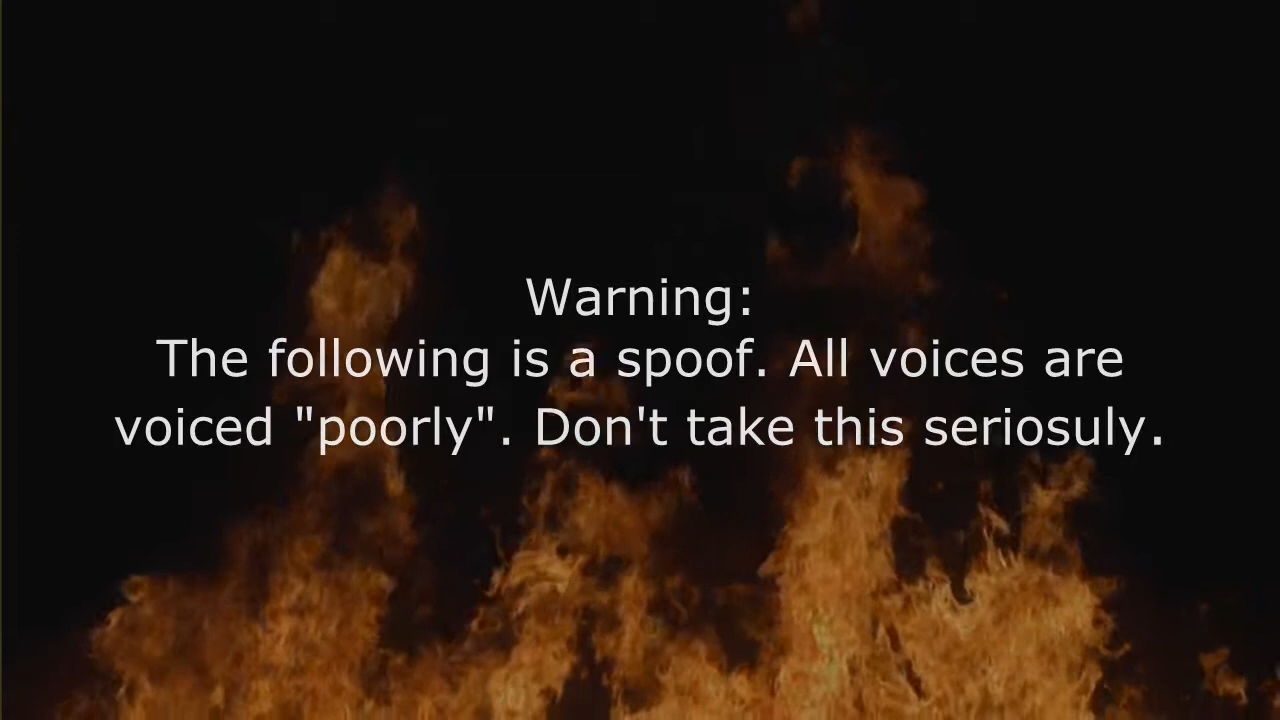 Warning:
The following is a spoof. All voices are
voiced "poorly". Don't take this seriosuly.